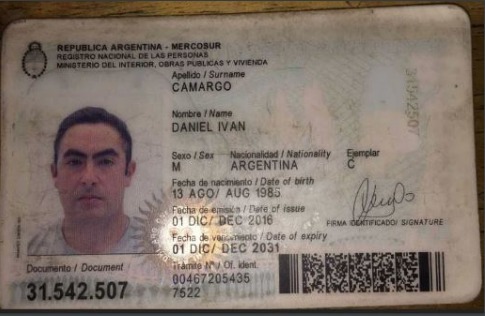 REPUBLICA ARGENTINA - MERCOSUR
REGISTRO NACIONAL DE LAS PERSONAS
MINISTERIO DEL INTERIOR, OBRAS PUBLICAS Y VIVIENDA
Apellido / Surname
CAMARGO
Nombre / Name
DANIEL IVAN
Sexo / Sex Nacionalidad / Nationality Ejemplar
M ARGENTINA C
Fecha de nacimiento / Date of birth
13 AGO/ AUG 1985
Fecha de emisión / Date of issue
01 DIC/ DEC 2016
FIRMA IDENTIFICADO/ SIGNATURE
Fecha de vencimiento / Date of expiry
01 DIC/ DEC 2031
Documento / Document
31.542.507
Trámite N° / Of. ident.
00467205435
7522